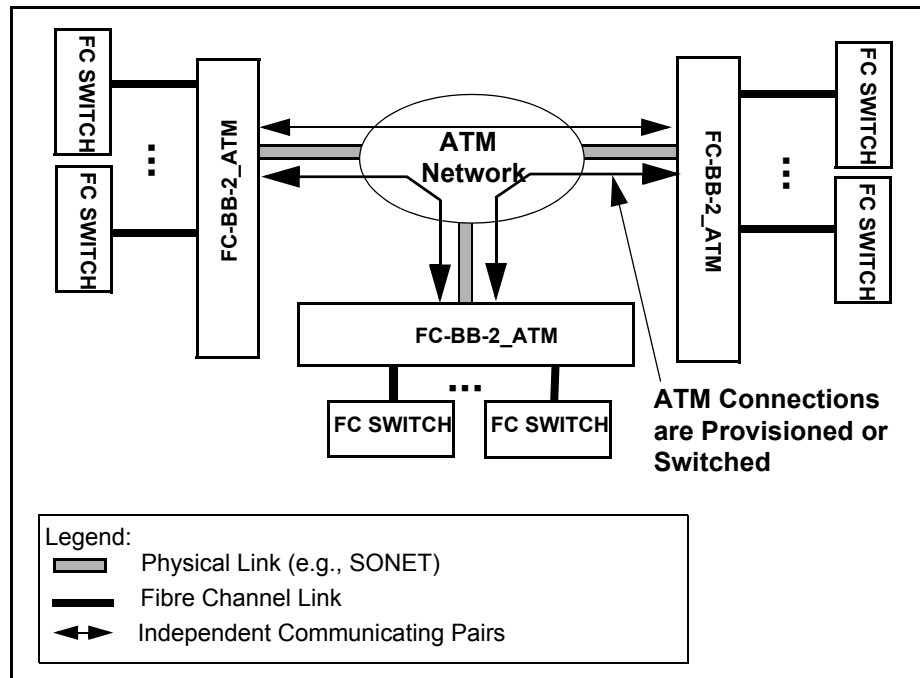 FC SWITCH
FC SWITCH
...
FC-BB-2_ATM
ATM
Network
FC-BB-2_ATM
FC SWITCH
...
FC SWITCH
FC-BB-2_ATM
...
FC SWITCH
FC SWITCH
ATM Connections
are Provisioned or
Switched
Legend:
Physical Link (e.g., SONET)
Fibre Channel Link
Independent Communicating Pairs